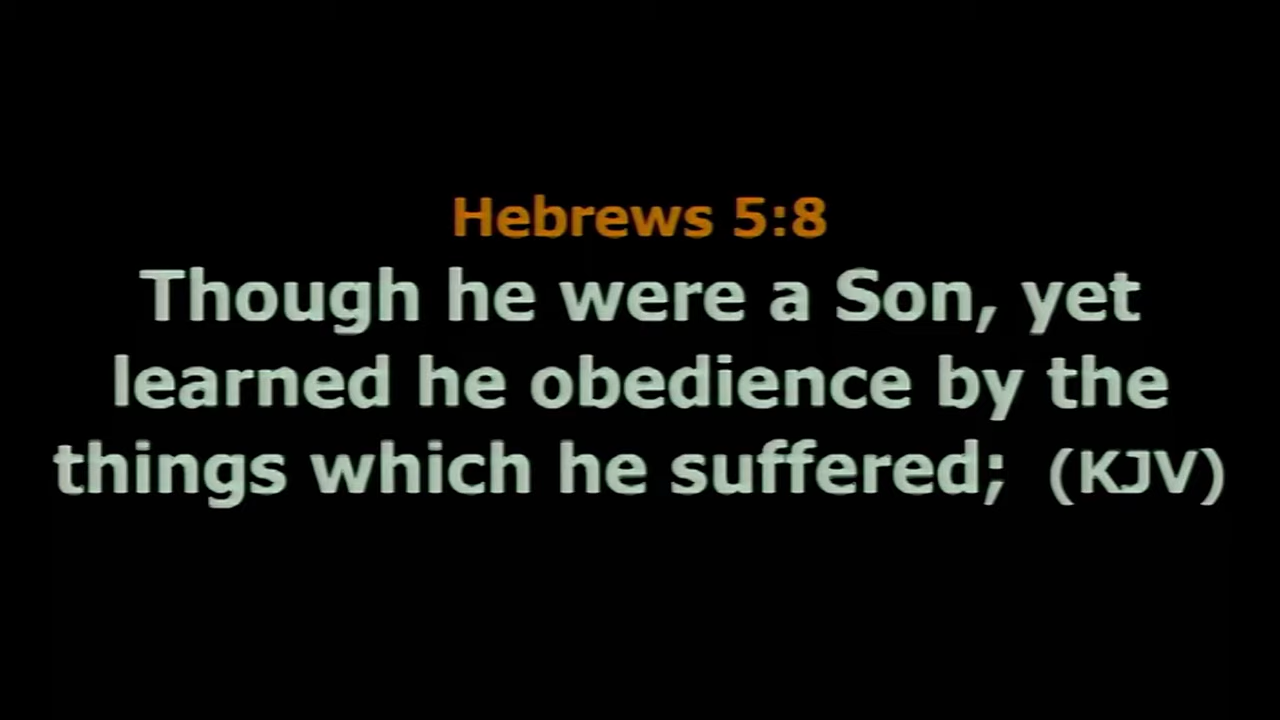 Hebrews 5:8
Though he were a Son, yet
learned he obedience by the
things which he suffered; (KJV)